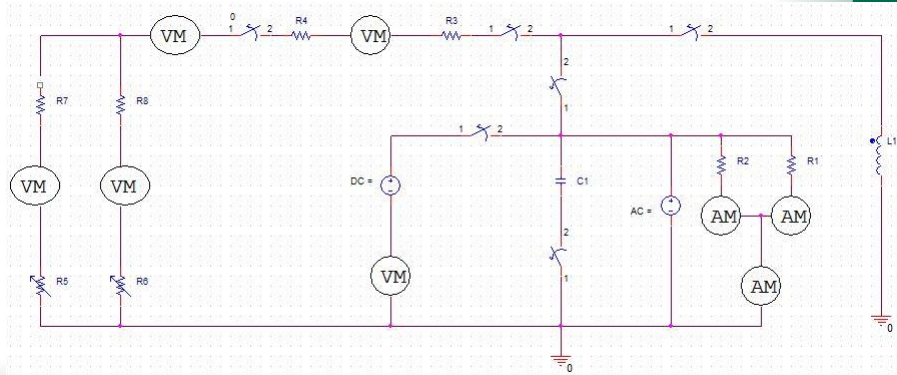 0
VM 1 2 R4 VM R3 1 2 1 2
2
1
R7 R8
1 2
L1
DC = C1 AC = R2 R1
VM VM AM AM
2
1
R5 R6 VM AM
0
0